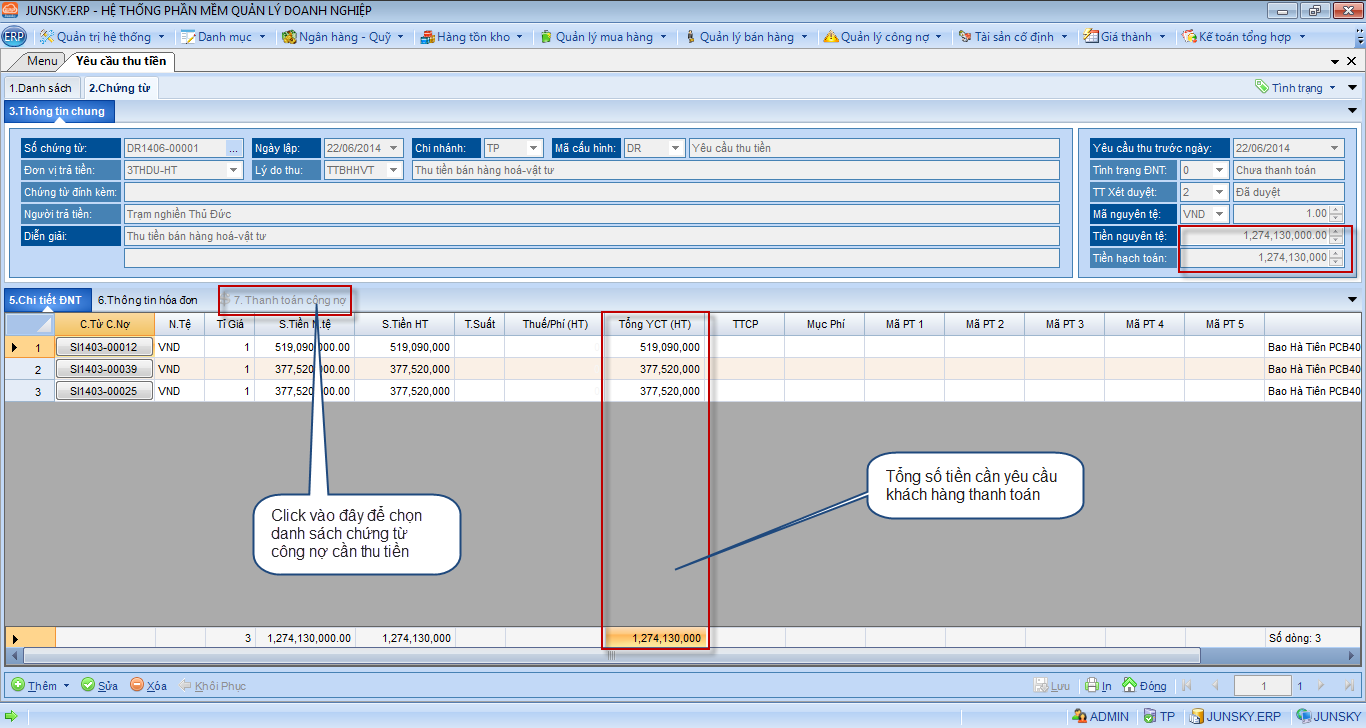 JUNSKY.ERP - HỆ THỐNG PHẦN MỀM QUẢN LÝ DOANH NGHIỆP
ERP Quản trị hệ thống Danh mục Ngân hàng - Quỹ Hàng tồn kho Quản lý mua hàng Quản lý bán hàng Quản lý công nợ Tài sản cố định Giá thành Kế toán tổng hợp
Menu Yêu cầu thu tiền
1.Danh sách 2.Chứng từ Tình trạng
3.Thông tin chung
Số chứng từ: DR1406-00001 ... Ngày lập: 22/06/2014 Chi nhánh: TP Mã cấu hình: DR Yêu cầu thu tiền Yêu cầu thu trước ngày: 22/06/2014
Đơn vị trả tiền: 3THDU-HT Lý do thu: TTBHHVT Thu tiền bán hàng hoá-vật tư Tình trạng ĐNT: 0 Chưa thanh toán
Chứng từ đính kèm: TT Xét duyệt: 2 Đã duyệt
Người trả tiền: Trạm nghiền Thủ Đức Mã nguyên tệ: VND 1.00
Diễn giải: Thu tiền bán hàng hoá-vật tư Tiền nguyên tệ: 1,274,130,000.00
Tiền hạch toán: 1,274,130,000
5.Chi tiết ĐNT 6.Thông tin hóa đơn 7. Thanh toán công nợ
C.Từ C.Nợ N.Tệ Tỉ Giá S.Tiền N.tệ S.Tiền HT T.Suất Thuế/Phí (HT) Tổng YCT (HT) TTCP Mục Phí Mã PT 1 Mã PT 2 Mã PT 3 Mã PT 4 Mã PT 5
1 SI1403-00012 VND 1 519,090,000.00 519,090,000 519,090,000 Bao Hà Tiên PCB40
2 SI1403-00039 VND 1 377,520,000.00 377,520,000 377,520,000 Bao Hà Tiên PCB40
3 SI1403-00025 VND 1 377,520,000.00 377,520,000 377,520,000 Bao Hà Tiên PCB40
Tổng số tiền cần yêu cầu
khách hàng thanh toán
Click vào đây để chọn
danh sách chứng từ
công nợ cần thu tiền
3 1,274,130,000.00 1,274,130,000 1,274,130,000 Số dòng: 3
Thêm Sửa Xóa Khôi Phục Lưu In Đóng 1 1
ADMIN TP JUNSKY.ERP JUNSKY